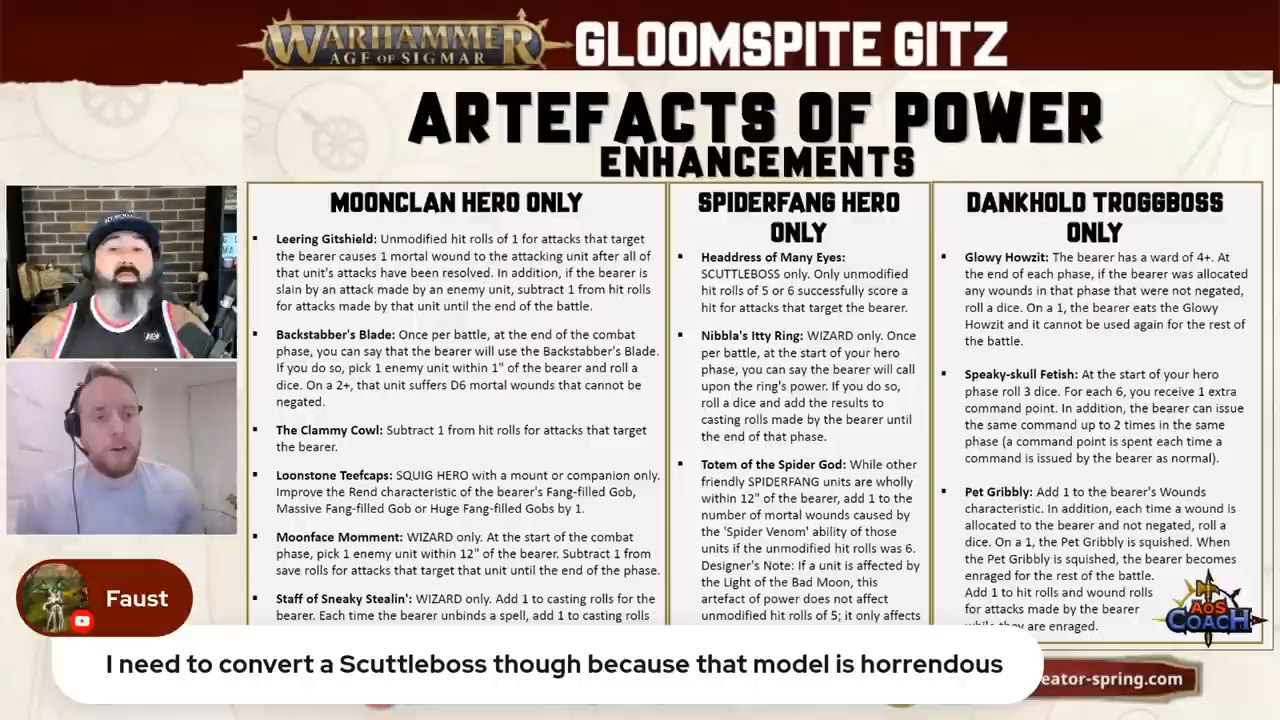 WARHAMMER
AGE OF SIGMAR
GLOOMSPITE GITZ
ARTEFACTS OF POWER
ENHANCEMENTS
MOONCLAN HERO ONLY
▪ Leering Gitshield: Unmodified hit rolls of 1 for attacks that target
the bearer causes 1 mortal wound to the attacking unit after all of
that unit's attacks have been resolved. In addition, if the bearer is
slain by an attack made by an enemy unit, subtract 1 from hit rolls
for attacks made by that unit until the end of the battle.
▪ Backstabber's Blade: Once per battle, at the end of the combat
phase, you can say that the bearer will use the Backstabber's Blade.
If you do so, pick 1 enemy unit within 1" of the bearer and roll a
dice. On a 2+, that unit suffers D6 mortal wounds that cannot be
negated.
▪ The Clammy Cowl: Subtract 1 from hit rolls for attacks that target
the bearer.
▪ Loonstone Teefcaps: SQUIG HERO with a mount or companion only.
Improve the Rend characteristic of the bearer's Fang-filled Gob,
Massive Fang-filled Gob or Huge Fang-filled Gobs by 1.
▪ Moonface Momment: WIZARD only. At the start of the combat
phase, pick 1 enemy unit within 12" of the bearer. Subtract 1 from
save rolls for attacks that target that unit until the end of the phase.
▪ Staff of Sneaky Stealin': WIZARD only. Add 1 to casting rolls for the
bearer. Each time the bearer unbinds a spell, add 1 to casting rolls
SPIDERFANG HERO
ONLY
▪ Headdress of Many Eyes:
SCUTTLEBOSS only. Only unmodified
hit rolls of 5 or 6 successfully score a
hit for attacks that target the bearer.
▪ Nibbla's Itty Ring: WIZARD only. Once
per battle, at the start of your hero
phase, you can say the bearer will call
upon the ring's power. If you do so,
roll a dice and add the results to
casting rolls made by the bearer until
the end of that phase.
▪ Totem of the Spider God: While other
friendly SPIDERFANG units are wholly
within 12" of the bearer, add 1 to the
number of mortal wounds caused by
the 'Spider Venom' ability of those
units if the unmodified hit rolls was 6.
Designer's Note: If a unit is affected by
the Light of the Bad Moon, this
artefact of power does not affect
unmodified hit rolls of 5; it only affects
DANKHOLD TROGGBOSS
ONLY
▪ Glowy Howzit: The bearer has a ward of 4+. At
the end of each phase, if the bearer was allocated
any wounds in that phase that were not negated,
roll a dice. On a 1, the bearer eats the Glowy
Howzit and it cannot be used again for the rest of
the battle.
▪ Speaky-skull Fetish: At the start of your hero
phase roll 3 dice. For each 6, you receive 1 extra
command point. In addition, the bearer can issue
the same command up to 2 times in the same
phase (a command point is spent each time a
command is issued by the bearer as normal).
▪ Pet Gribbly: Add 1 to the bearer's Wounds
characteristic. In addition, each time a wound is
allocated to the bearer and not negated, roll a
dice. On a 1, the Pet Gribbly is squished. When
the Pet Gribbly is squished, the bearer becomes
enraged for the rest of the battle.
Add 1 to hit rolls and wound rolls
for attacks made by the bearer
while they are enraged.
AOS
COACH
Faust
I need to convert a Scuttleboss though because that model is horrendous
eator-spring.com